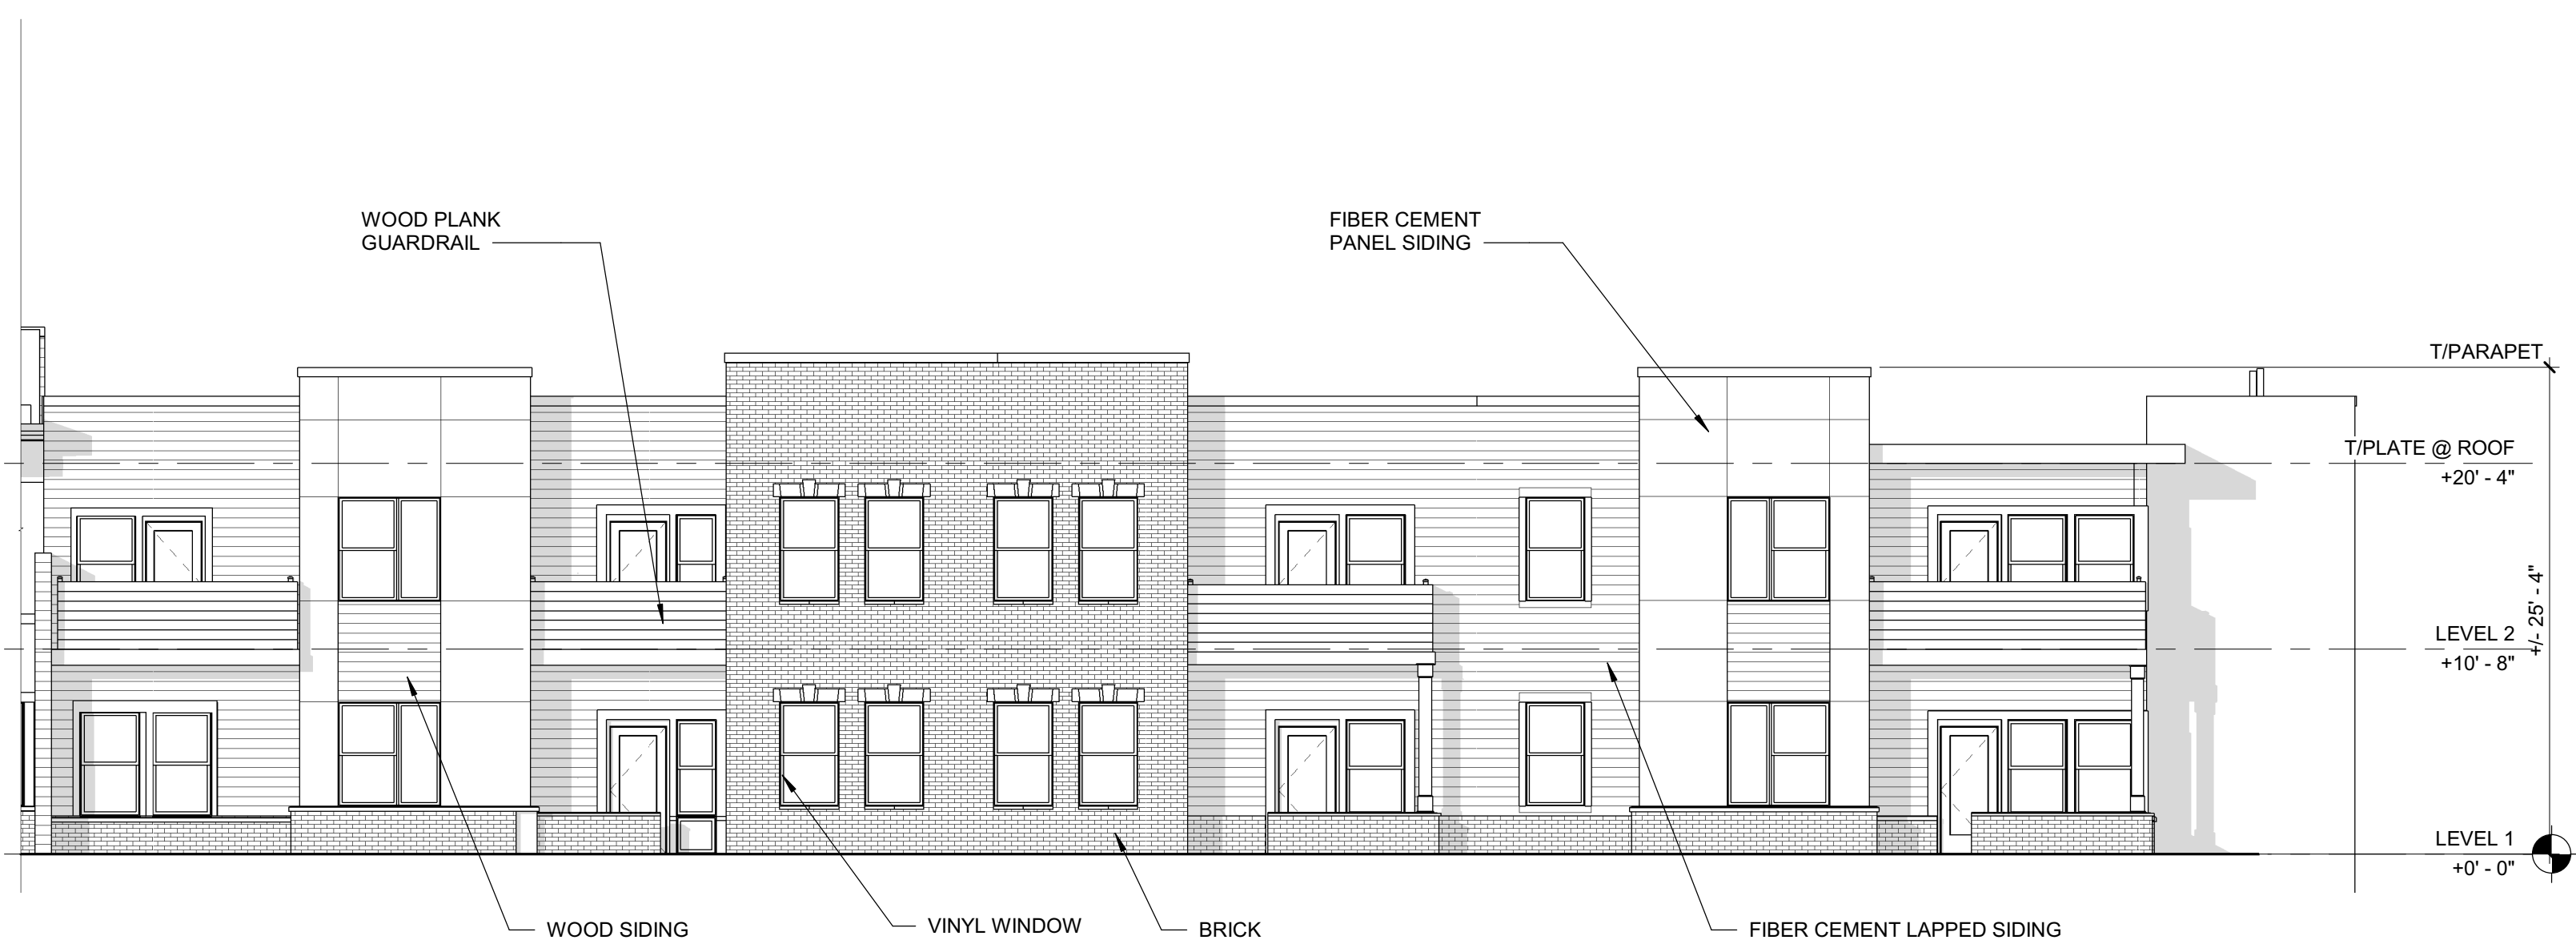 WOOD PLANK
GUARDRAIL
FIBER CEMENT
PANEL SIDING
T/PARAPET
T/PLATE @ ROOF
+20' - 4"
+/- 25' - 4"
LEVEL 2
+10' - 8"
LEVEL 1
+0' - 0"
WOOD SIDING
VINYL WINDOW
BRICK
FIBER CEMENT LAPPED SIDING